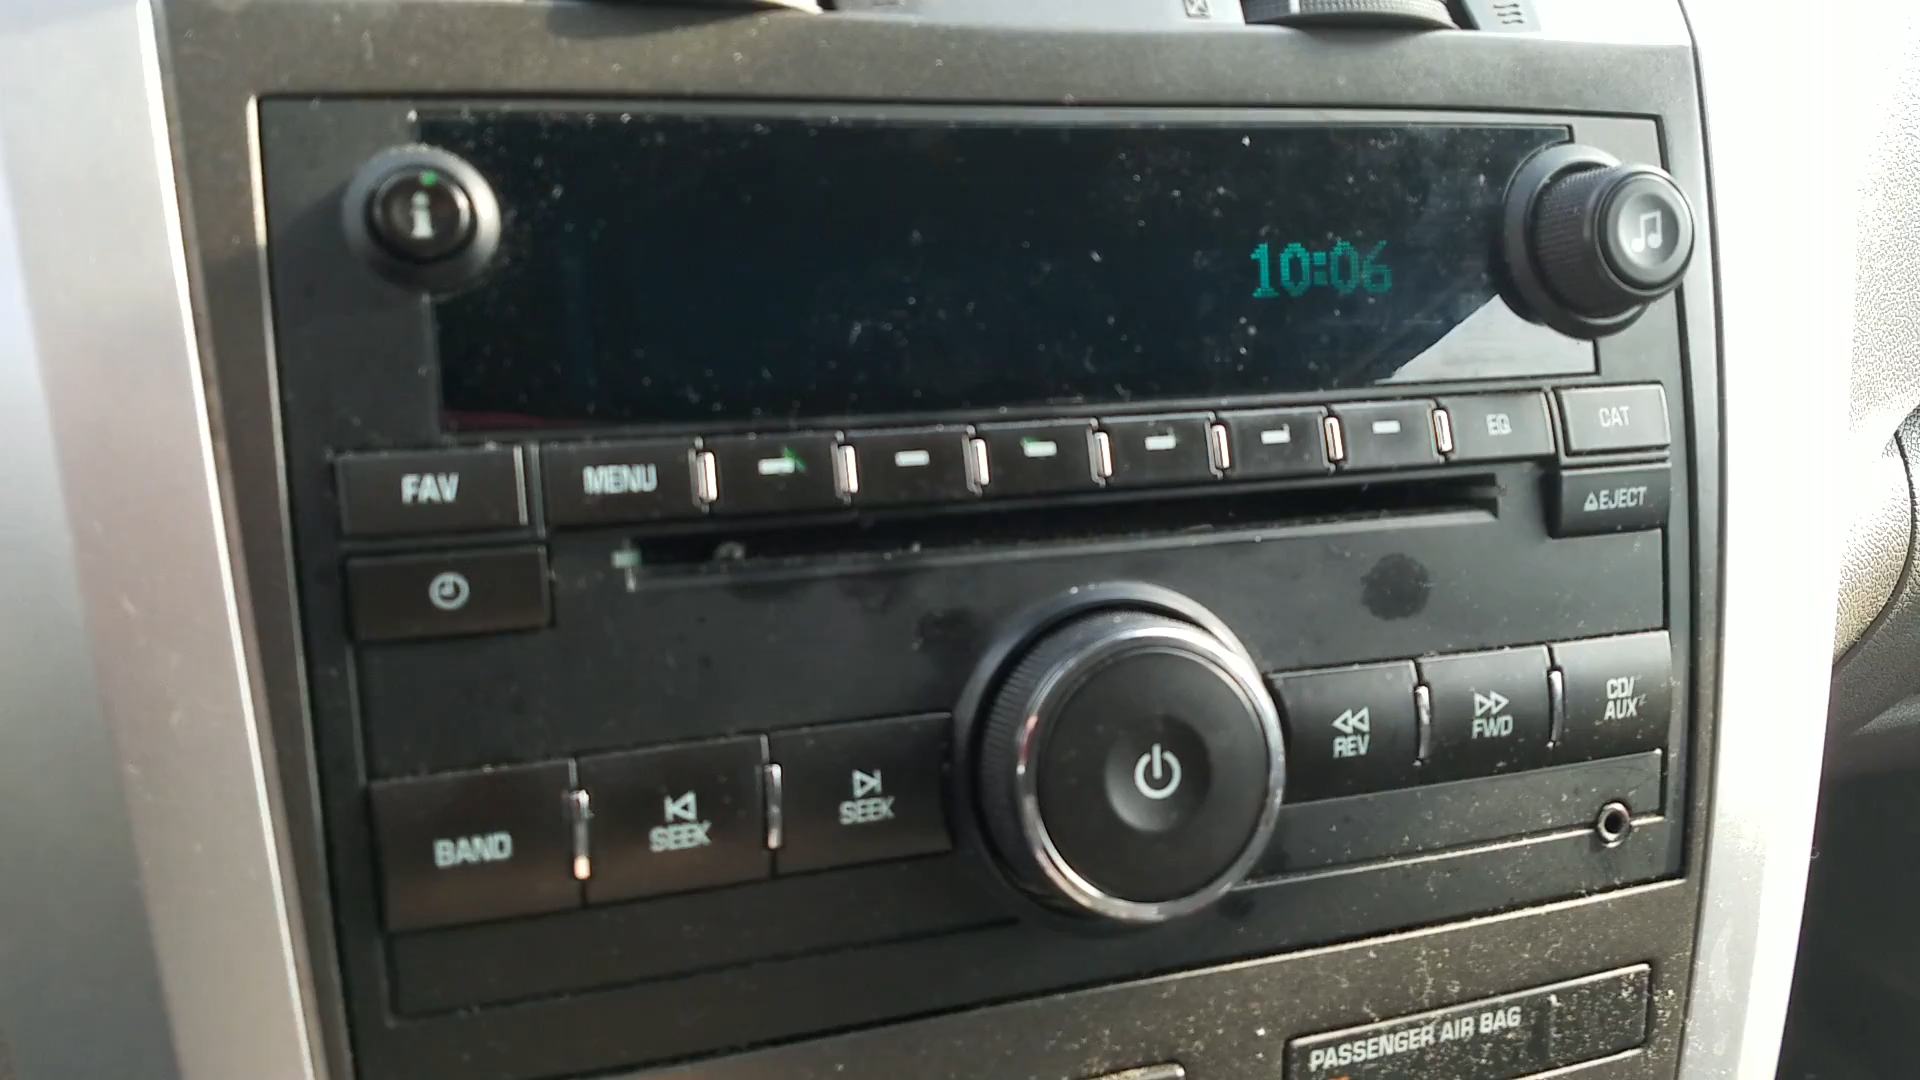 i
10:06
FAV
MENU
EQ
CAT
EJECT
BAND
SEEK
SEEK
REV
FWD
CD/
AUX
PASSENGER AIR BAG